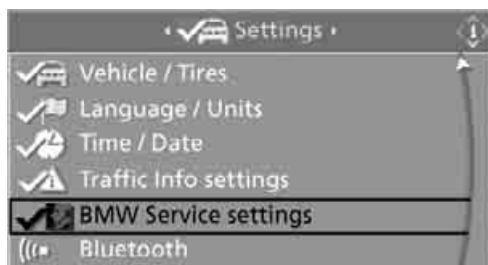 Settings
Vehicle / Tires
Language / Units
Time / Date
Traffic Info settings
BMW Service settings
Bluetooth